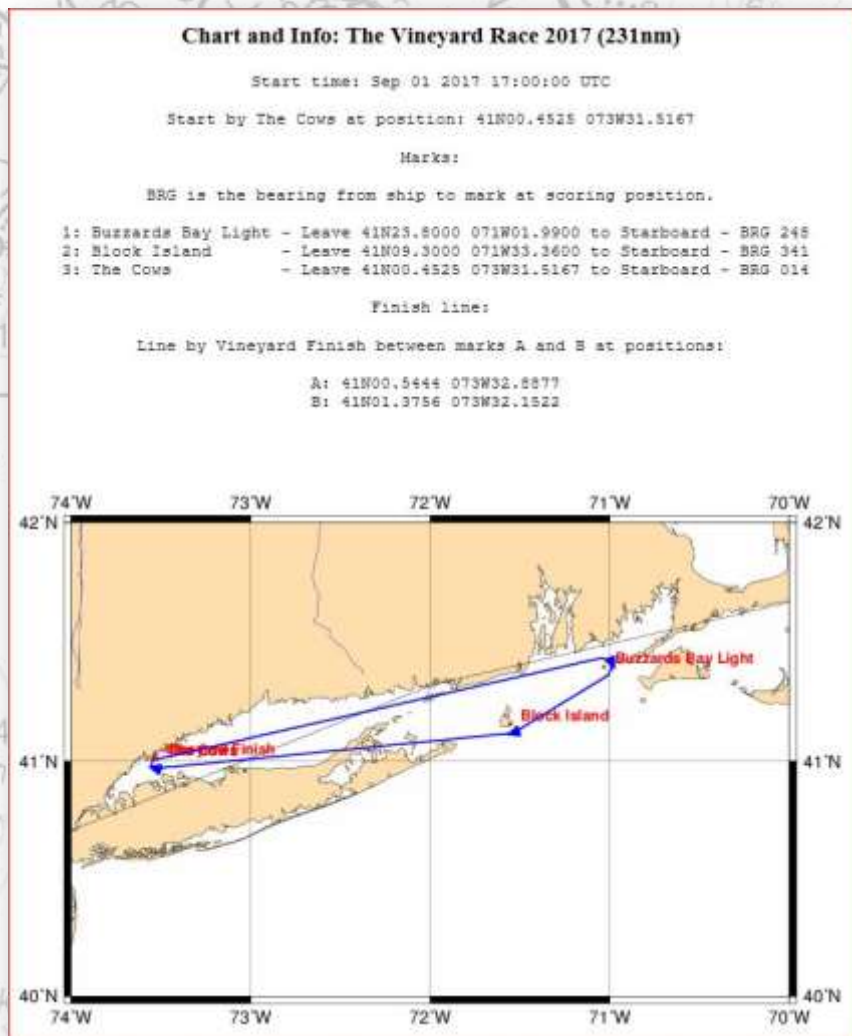 Chart and Info: The Vineyard Race 2017 (231nm)
Start time: Sep 01 2017 17:00:00 UTC
Start by The Cows at position: 41N00.4525 073W31.5167
Marks:
BRG is the bearing from ship to mark at scoring position.
1: Buzzards Bay Light - Leave 41N23.8000 071W01.9900 to Starboard - BRG 248
2: Block Island - Leave 41N09.3000 071W33.3600 to Starboard - BRG 341
3: The Cows - Leave 41N00.4525 073W31.5167 to Starboard - BRG 014
Finish line:
Line by Vineyard Finish between marks A and B at positions:
A: 41N00.5444 073W32.8877
B: 41N01.3756 073W32.1522
74°W 73°W 72°W 71°W 70°W
42°N 42°N
Buzzards Bay Light
Block Island
Finish
41°N 41°N
40°N 40°N
74°W 73°W 72°W 71°W 70°W